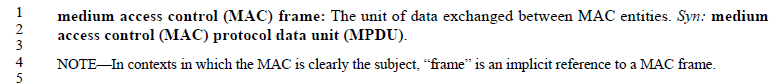 1 medium access control (MAC) frame: The unit of data exchanged between MAC entities. Syn: medium
2 access control (MAC) protocol data unit (MPDU).
3
4 NOTE—In contexts in which the MAC is clearly the subject, “frame” is an implicit reference to a MAC frame.
5